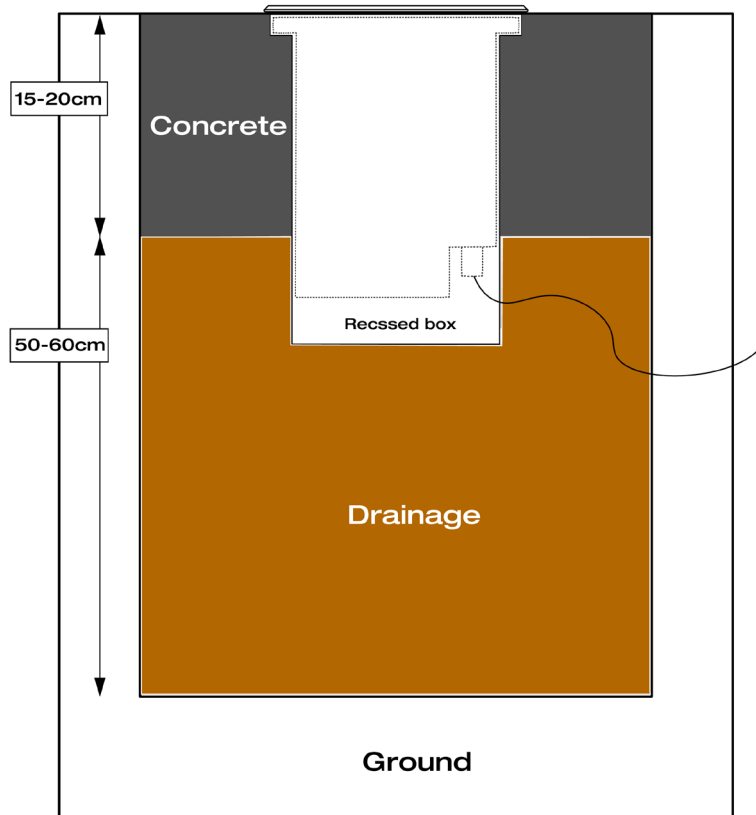 15-20cm
Concrete
50-60cm
Recssed box
Drainage
Ground